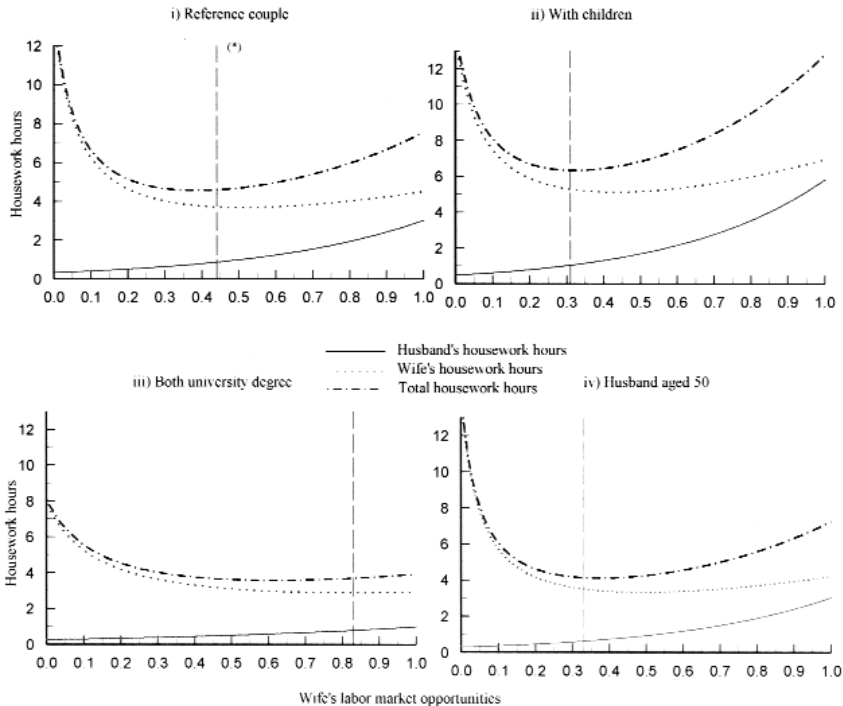 i) Reference couple
ii) With children
(*)
12
10
8
6
4
2
0
Housework hours
0.0 0.1 0.2 0.3 0.4 0.5 0.6 0.7 0.8 0.9 1.0
12
10
8
6
4
2
0
0.0 0.1 0.2 0.3 0.4 0.5 0.6 0.7 0.8 0.9 1.0
Husband's housework hours
Wife's housework hours
Total housework hours
iii) Both university degree
iv) Husband aged 50
12
10
8
6
4
2
0
Housework hours
0.0 0.1 0.2 0.3 0.4 0.5 0.6 0.7 0.8 0.9 1.0
12
10
8
6
4
2
0
0.0 0.1 0.2 0.3 0.4 0.5 0.6 0.7 0.8 0.9 1.0
Wife's labor market opportunities